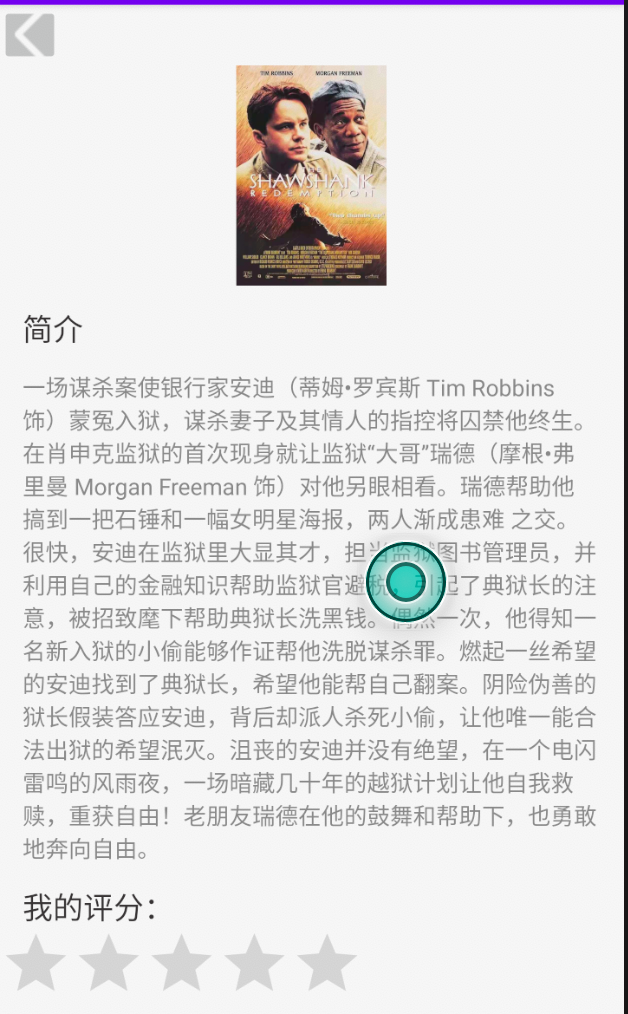 TIM ROBBINS MORGAN FREEMAN
THE
SHAWSHANK
REDEMPTION
简介
一场谋杀案使银行家安迪（蒂姆•罗宾斯 Tim Robbins
饰）蒙冤入狱，谋杀妻子及其情人的指控将囚禁他终生。
在肖申克监狱的首次现身就让监狱“大哥”瑞德（摩根•弗
里曼 Morgan Freeman 饰）对他另眼相看。瑞德帮助他
搞到一把石锤和一幅女明星海报，两人渐成患难 之交。
很快，安迪在监狱里大显其才，担当监狱图书管理员，并
利用自己的金融知识帮助监狱官避税，引起了典狱长的注
意，被招致麾下帮助典狱长洗黑钱。偶然一次，他得知一
名新入狱的小偷能够作证帮他洗脱谋杀罪。燃起一丝希望
的安迪找到了典狱长，希望他能帮自己翻案。阴险伪善的
狱长假装答应安迪，背后却派人杀死小偷，让他唯一能合
法出狱的希望泯灭。沮丧的安迪并没有绝望，在一个电闪
雷鸣的风雨夜，一场暗藏几十年的越狱计划让他自我救
赎，重获自由！老朋友瑞德在他的鼓舞和帮助下，也勇敢
地奔向自由。
我的评分：